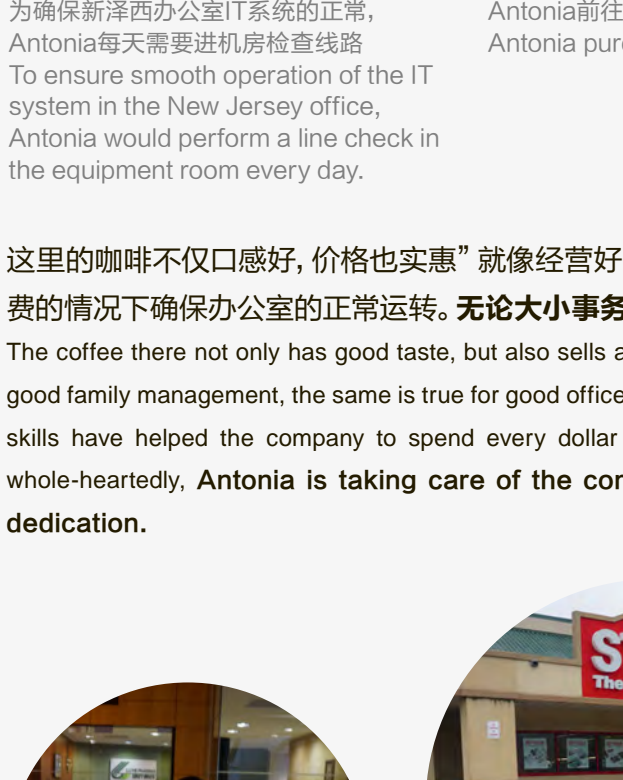 为确保新泽西办公室IT系统的正常，
Antonia每天需要进机房检查线路
To ensure smooth operation of the IT
system in the New Jersey office,
Antonia would perform a line check in
the equipment room every day.
Antonia前往
Antonia
这里的咖啡不仅口感好，价格也实惠”就像经营好
费的情况下确保办公室的正常运转。无论大小事务
The coffee there not only has good taste, but also sells
good family management, the same is true for good office
skills have helped the company to spend every dollar
whole-heartedly, Antonia is taking care of the
dedication.
The